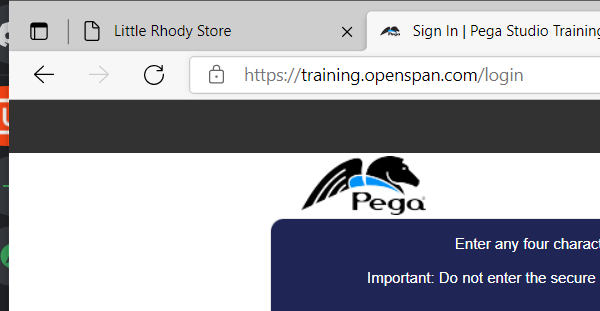 Little Rhody Store
Sign In | Pega Studio Training
https://training.openspan.com/login
Pega
Enter any four charac
Important: Do not enter the secure